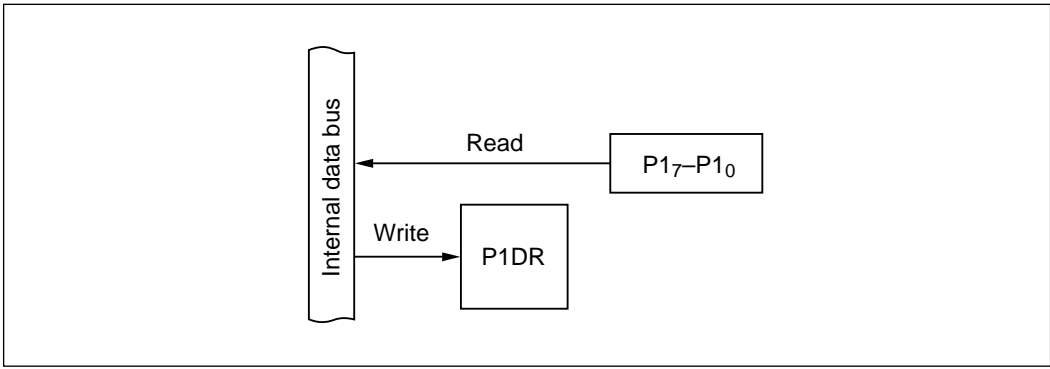 Internal data bus
Read
P1₇–P1₀
Write
P1DR